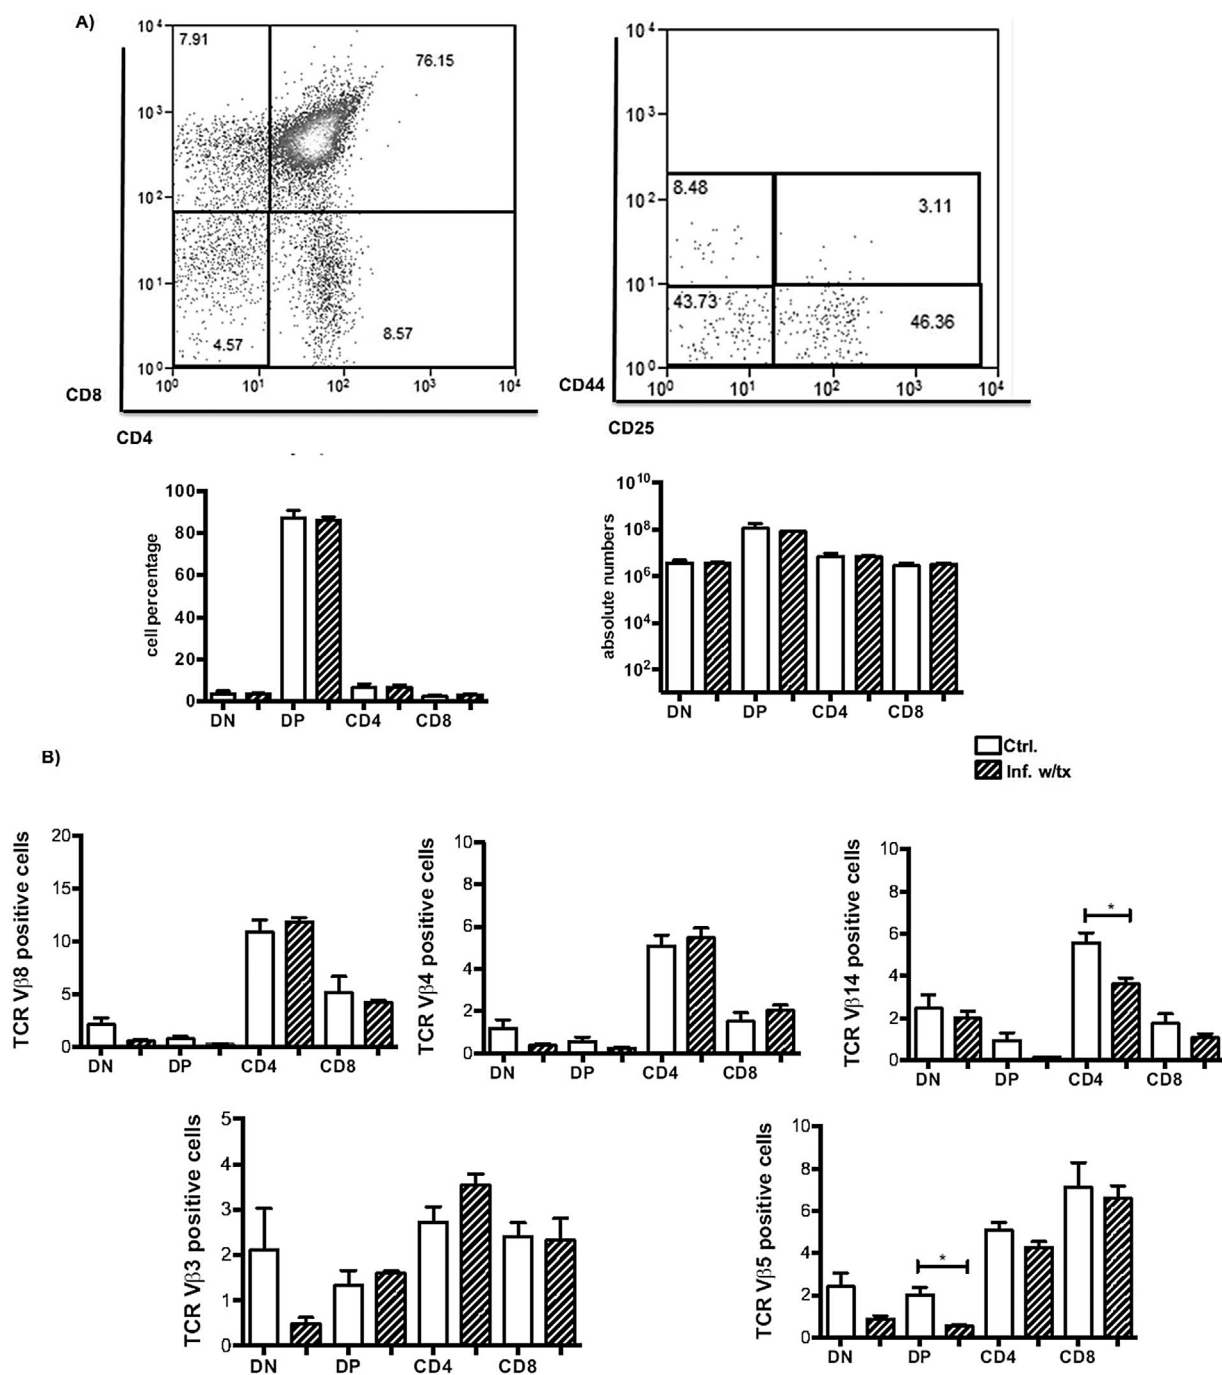 A)
10⁴
7.91
76.15
10³
10²
10¹
4.57
8.57
10⁰
10⁰ 10¹ 10² 10³ 10⁴
CD8
CD4
10⁴
10³
10²
8.48
3.11
10¹
43.73
46.36
10⁰
10⁰ 10¹ 10² 10³ 10⁴
CD44
CD25
cell percentage
100
80
60
40
20
0
DN DP CD4 CD8
absolute numbers
10¹⁰
10⁸
10⁶
10⁴
10²
DN DP CD4 CD8
Ctrl.
Inf. w/tx
B)
TCR Vβ8 positive cells
20
15
10
5
0
DN DP CD4 CD8
TCR Vβ4 positive cells
10
8
6
4
2
0
DN DP CD4 CD8
TCR Vβ14 positive cells
10
8
6
4
2
0
*
DN DP CD4 CD8
TCR Vβ3 positive cells
5
4
3
2
1
0
DN DP CD4 CD8
TCR Vβ5 positive cells
10
8
6
4
2
0
*
DN DP CD4 CD8